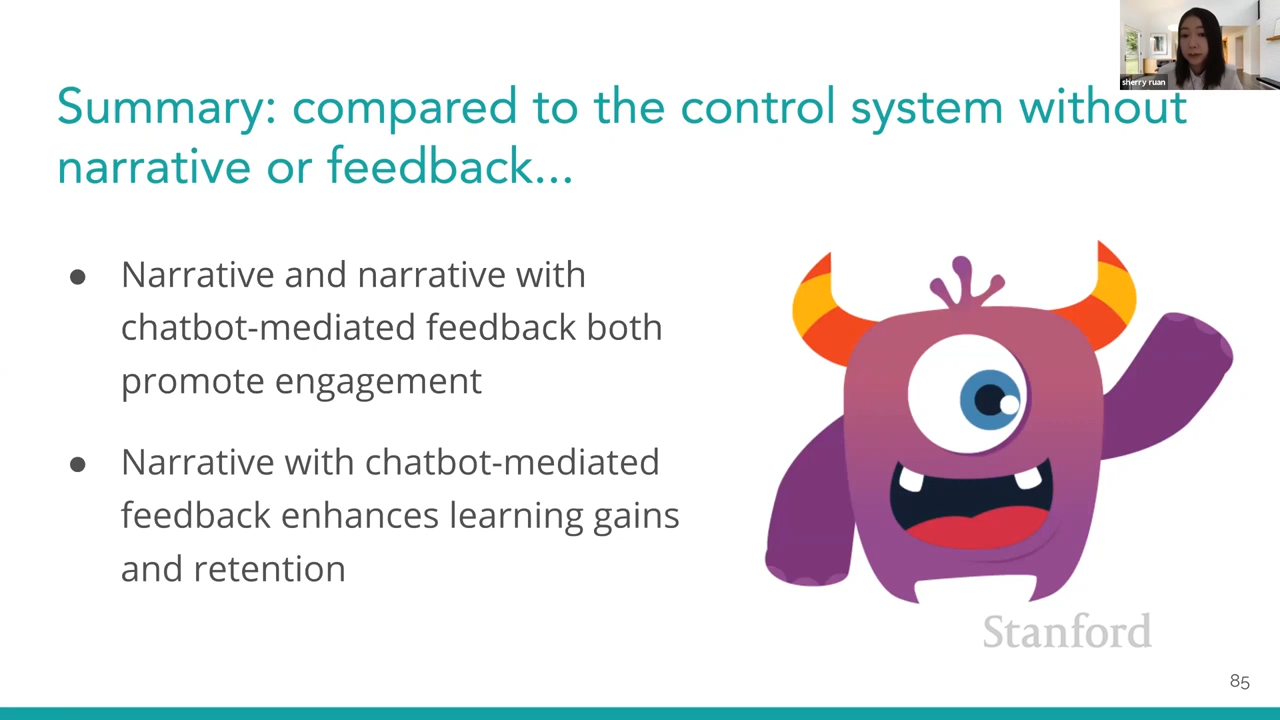 sherry ruan
Summary: compared to the control system without
narrative or feedback...
● Narrative and narrative with
chatbot-mediated feedback both
promote engagement
● Narrative with chatbot-mediated
feedback enhances learning gains
and retention
Stanford
85